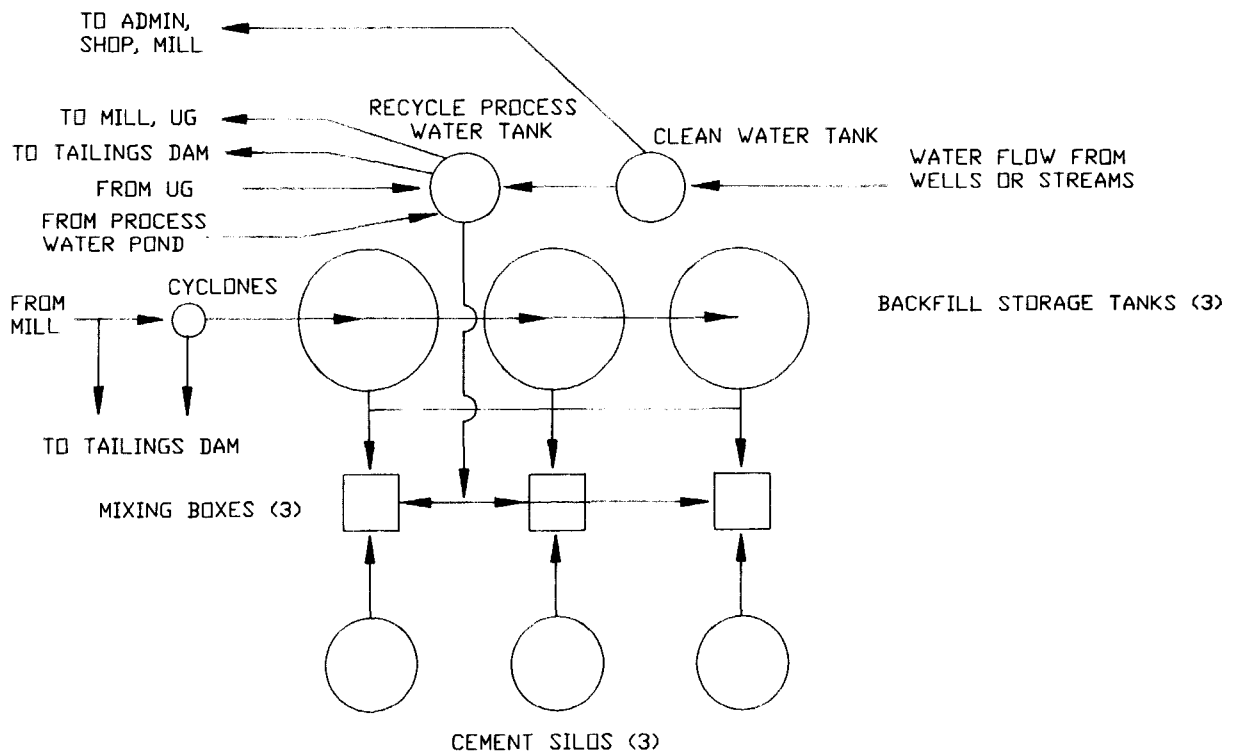 TO ADMIN,
SHOP, MILL
TO MILL, UG
RECYCLE PROCESS
WATER TANK
CLEAN WATER TANK
TO TAILINGS DAM
WATER FLOW FROM
WELLS OR STREAMS
FROM UG
FROM PROCESS
WATER POND
CYCLONES
FROM
MILL
BACKFILL STORAGE TANKS (3)
TO TAILINGS DAM
MIXING BOXES (3)
CEMENT SILOS (3)